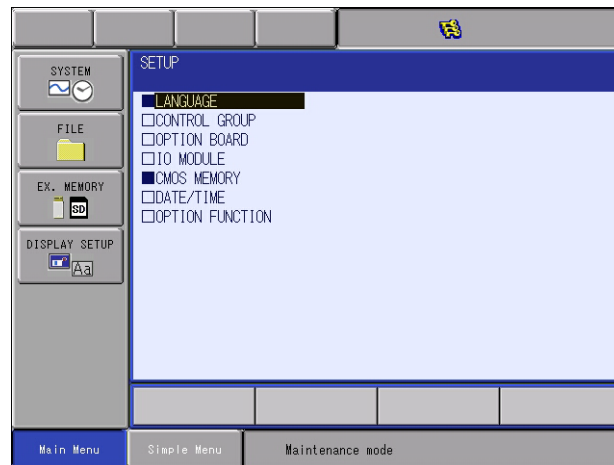 SYSTEM
FILE
EX. MEMORY
SD
DISPLAY SETUP
Aa
SETUP
LANGUAGE
CONTROL GROUP
OPTION BOARD
IO MODULE
CMOS MEMORY
DATE/TIME
OPTION FUNCTION
Main Menu
Simple Menu
Maintenance mode